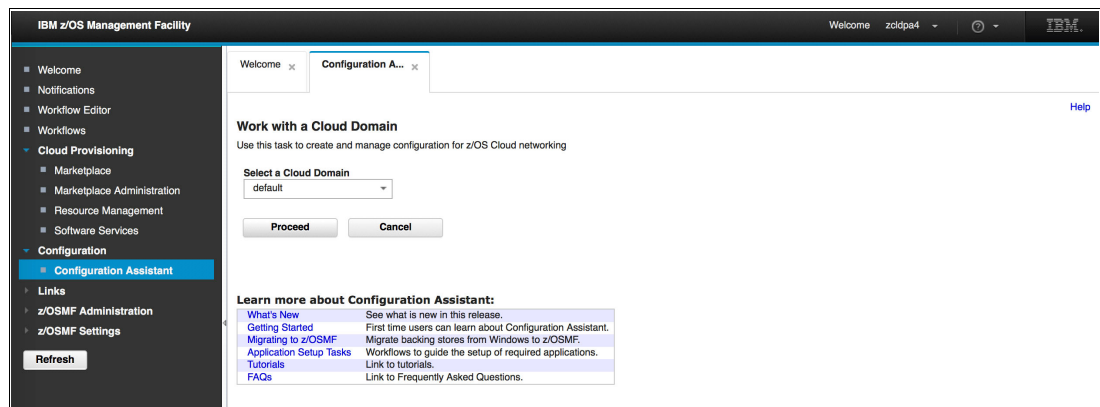 IBM z/OS Management Facility
Welcome zcldpa4
IBM.
Welcome
Notifications
Workflow Editor
Workflows
Cloud Provisioning
Marketplace
Marketplace Administration
Resource Management
Software Services
Configuration
Configuration Assistant
Links
z/OSMF Administration
z/OSMF Settings
Refresh
Welcome
Configuration A...
Help
Work with a Cloud Domain
Use this task to create and manage configuration for z/OS Cloud networking
Select a Cloud Domain
default
Proceed Cancel
Learn more about Configuration Assistant:
What's New See what is new in this release.
Getting Started First time users can learn about Configuration Assistant.
Migrating to z/OSMF Migrate backing stores from Windows to z/OSMF.
Application Setup Tasks Workflows to guide the setup of required applications.
Tutorials Link to tutorials.
FAQs Link to Frequently Asked Questions.